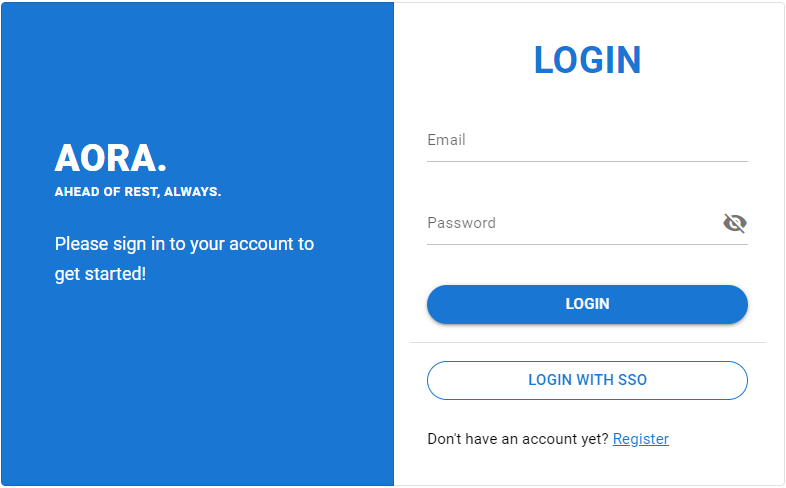 AORA.
AHEAD OF REST, ALWAYS.
Please sign in to your account to
get started!
LOGIN
Email
Password
LOGIN
LOGIN WITH SSO
Don't have an account yet? Register